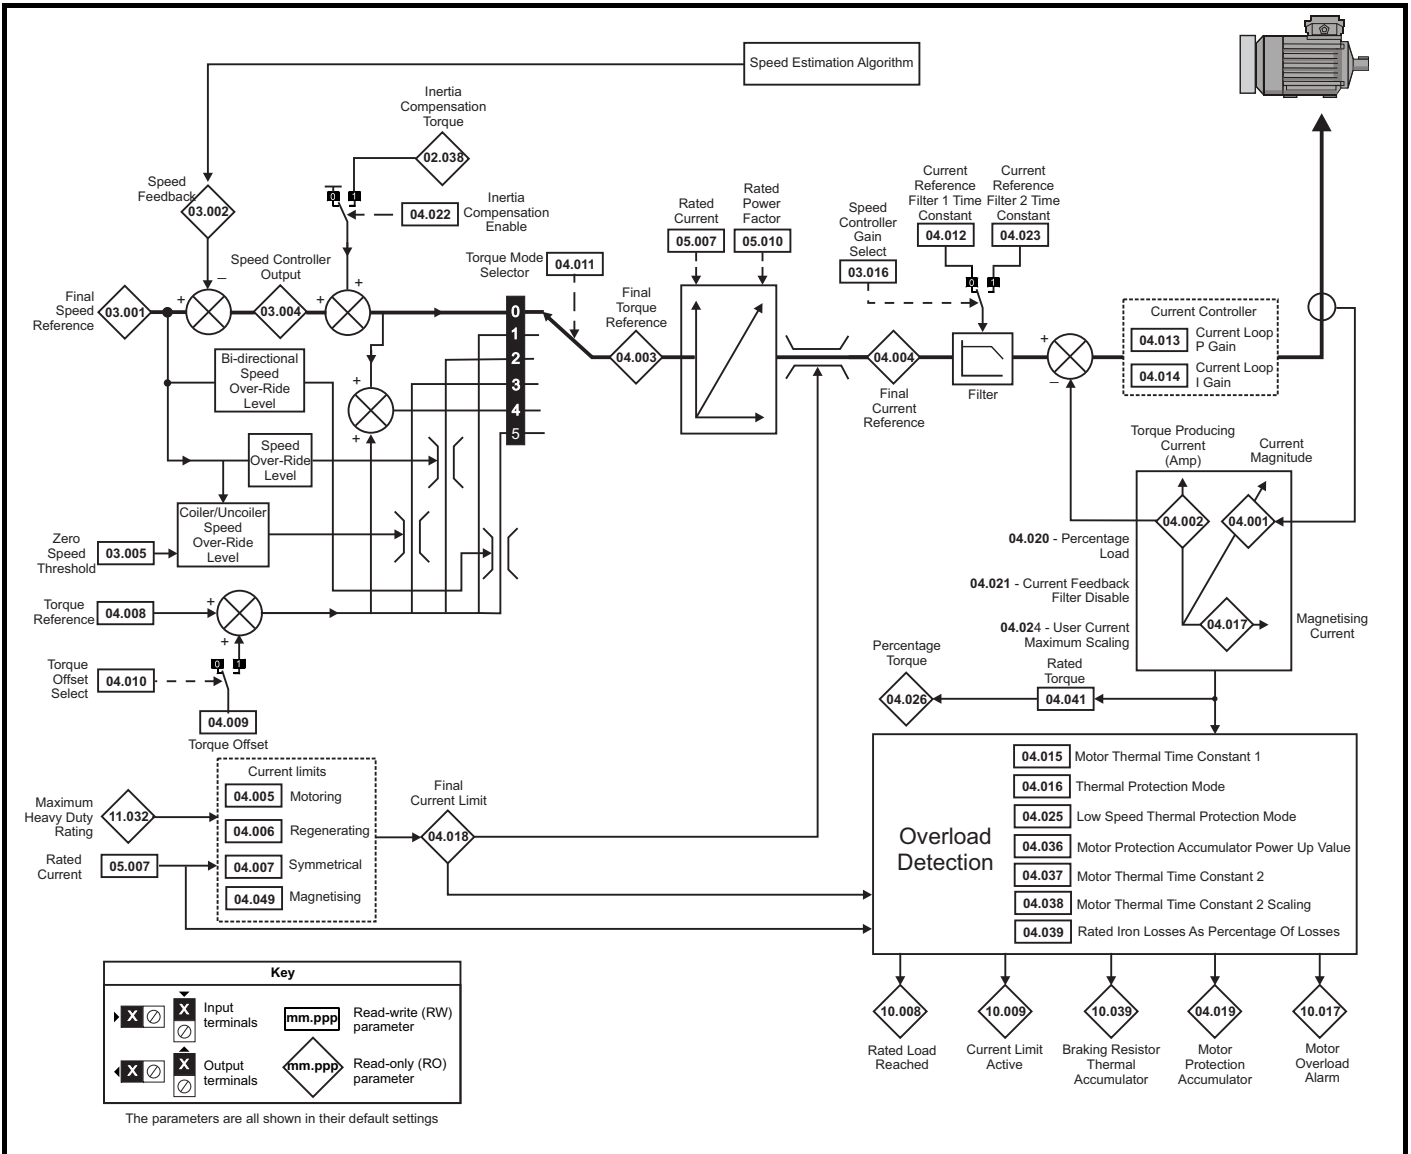 Speed Estimation Algorithm
Inertia
Compensation
Torque
02.038
Speed
Feedback
03.002
0
1
04.022
Inertia
Compensation
Enable
Speed Controller
Output
Final
Speed
Reference
03.001
+
–
03.004
+
+
Torque Mode
Selector
04.011
0
1
2
3
4
5
Final
Torque
Reference
04.003
Rated
Current
05.007
Rated
Power
Factor
05.010
Speed
Controller
Gain
Select
03.016
Current
Reference
Filter 1 Time
Constant
04.012
Current
Reference
Filter 2 Time
Constant
04.023
0
1
04.004
Final
Current
Reference
Filter
+
–
Current Controller
04.013
Current Loop
P Gain
04.014
Current Loop
I Gain
Bi-directional
Speed
Over-Ride
Level
+
+
Speed
Over-Ride
Level
Coiler/Uncoiler
Speed
Over-Ride
Level
Zero
Speed
Threshold
03.005
Torque
Reference
04.008
+
+
0
1
Torque
Offset
Select
04.010
04.009
Torque Offset
Torque Producing
Current
(Amp)
Current
Magnitude
04.002
04.001
04.017
Magnetising
Current
04.020 - Percentage
Load
04.021 - Current Feedback
Filter Disable
04.024 - User Current
Maximum Scaling
Percentage
Torque
04.026
Rated
Torque
04.041
Maximum
Heavy Duty
Rating
11.032
Rated
Current
05.007
Current limits
04.005 Motoring
04.006 Regenerating
04.007 Symmetrical
04.049 Magnetising
Final
Current Limit
04.018
Overload
Detection
04.015 Motor Thermal Time Constant 1
04.016 Thermal Protection Mode
04.025 Low Speed Thermal Protection Mode
04.036 Motor Protection Accumulator Power Up Value
04.037 Motor Thermal Time Constant 2
04.038 Motor Thermal Time Constant 2 Scaling
04.039 Rated Iron Losses As Percentage Of Losses
10.008
Rated Load
Reached
10.009
Current Limit
Active
10.039
Braking Resistor
Thermal
Accumulator
04.019
Motor
Protection
Accumulator
10.017
Motor
Overload
Alarm
Key
X
X
Input
terminals
mm.ppp
Read-write (RW)
parameter
X
X
Output
terminals
mm.ppp
Read-only (RO)
parameter
The parameters are all shown in their default settings